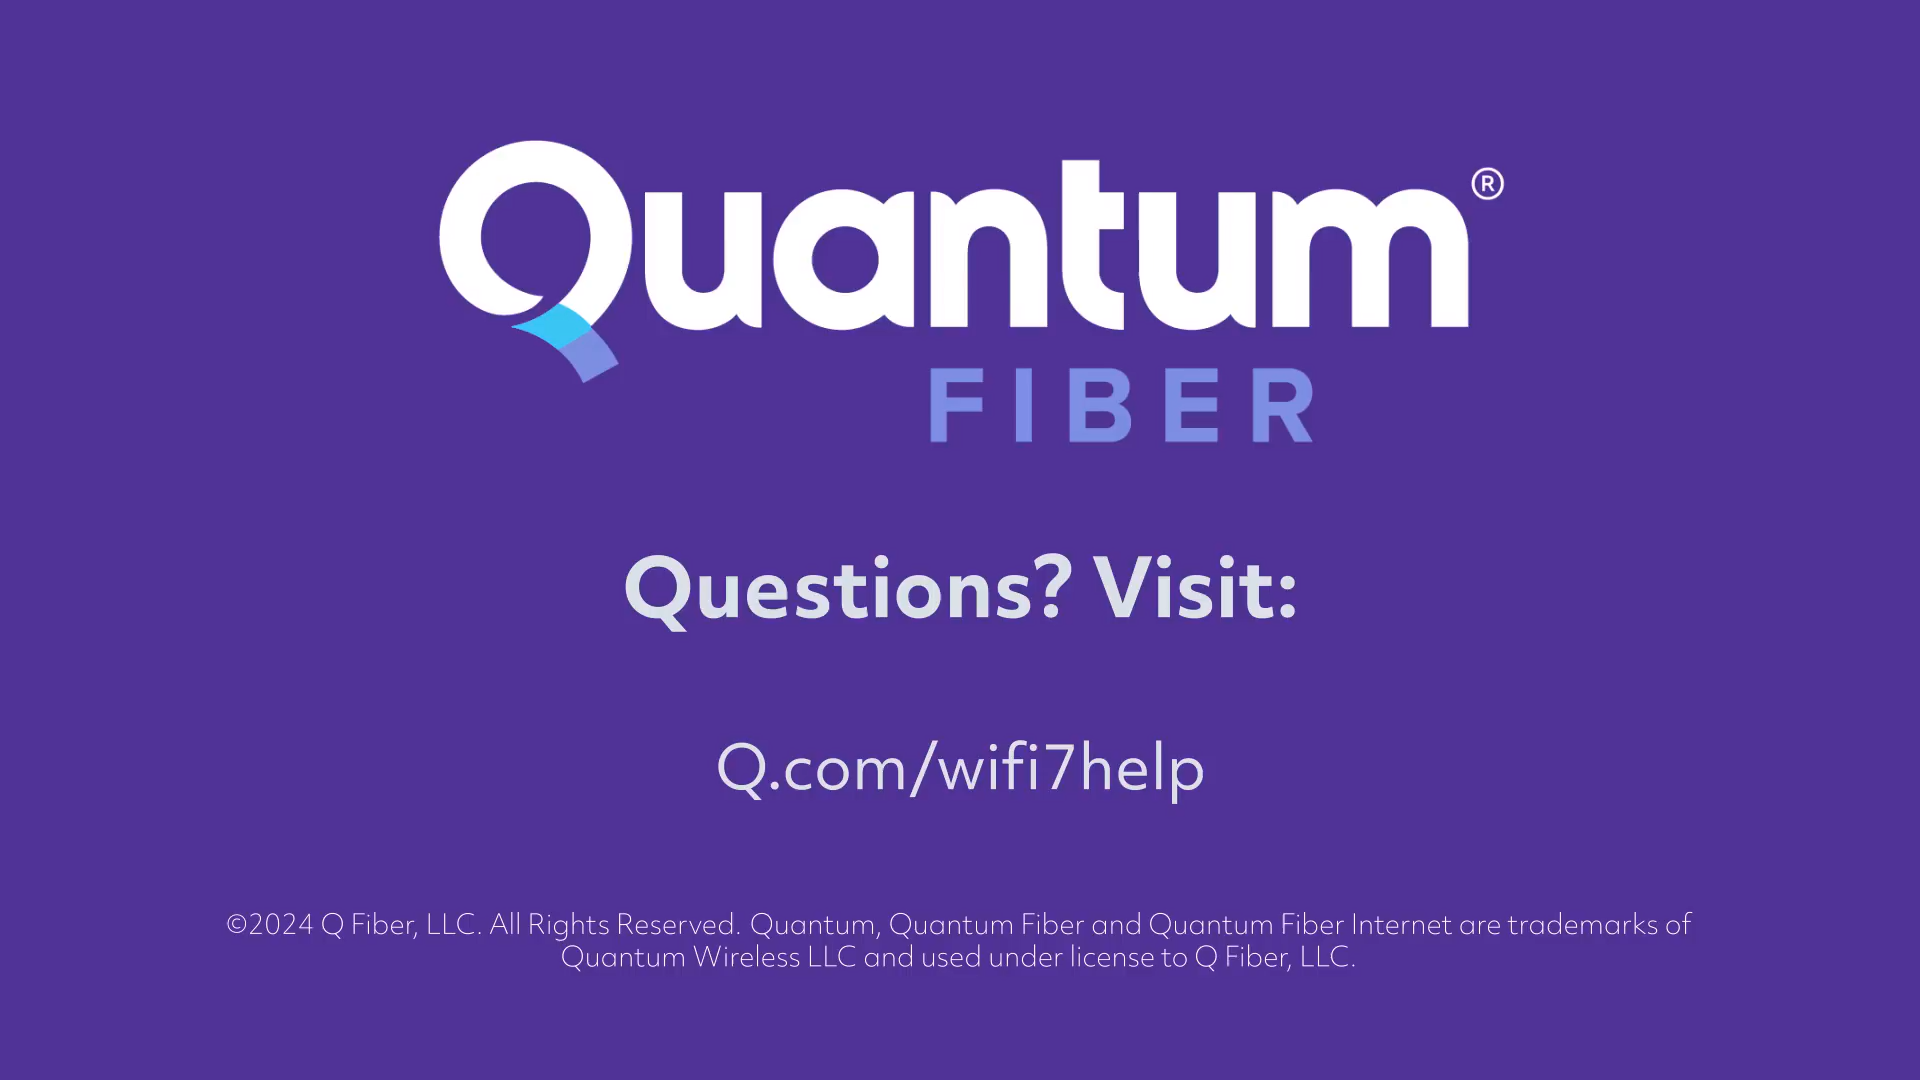 Quantum®
FIBER
Questions? Visit:
Q.com/wifi7help
©2024 Q Fiber, LLC. All Rights Reserved. Quantum, Quantum Fiber and Quantum Fiber Internet are trademarks of
Quantum Wireless LLC and used under license to Q Fiber, LLC.